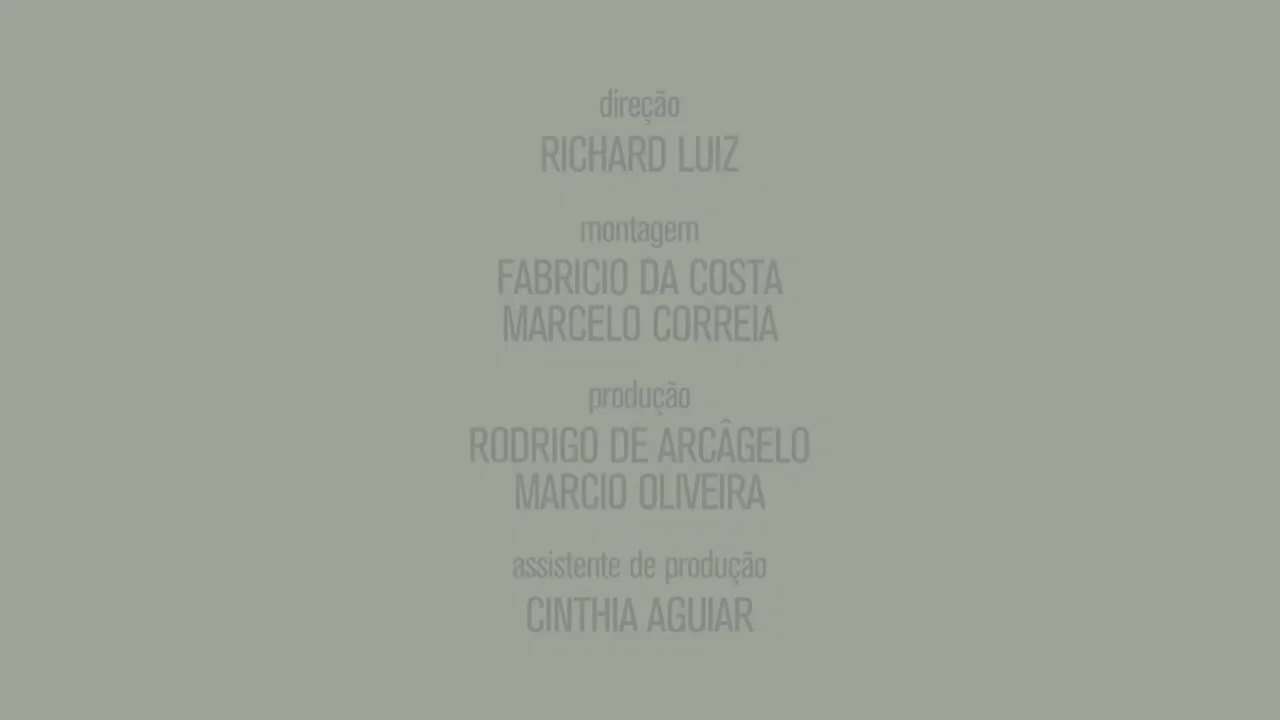 direção
RICHARD LUIZ
montagem
FABRICIO DA COSTA
MARCELO CORREIA
produção
RODRIGO DE ARCÂGELO
MARCIO OLIVEIRA
assistente de produção
CINTHIA AGUIAR